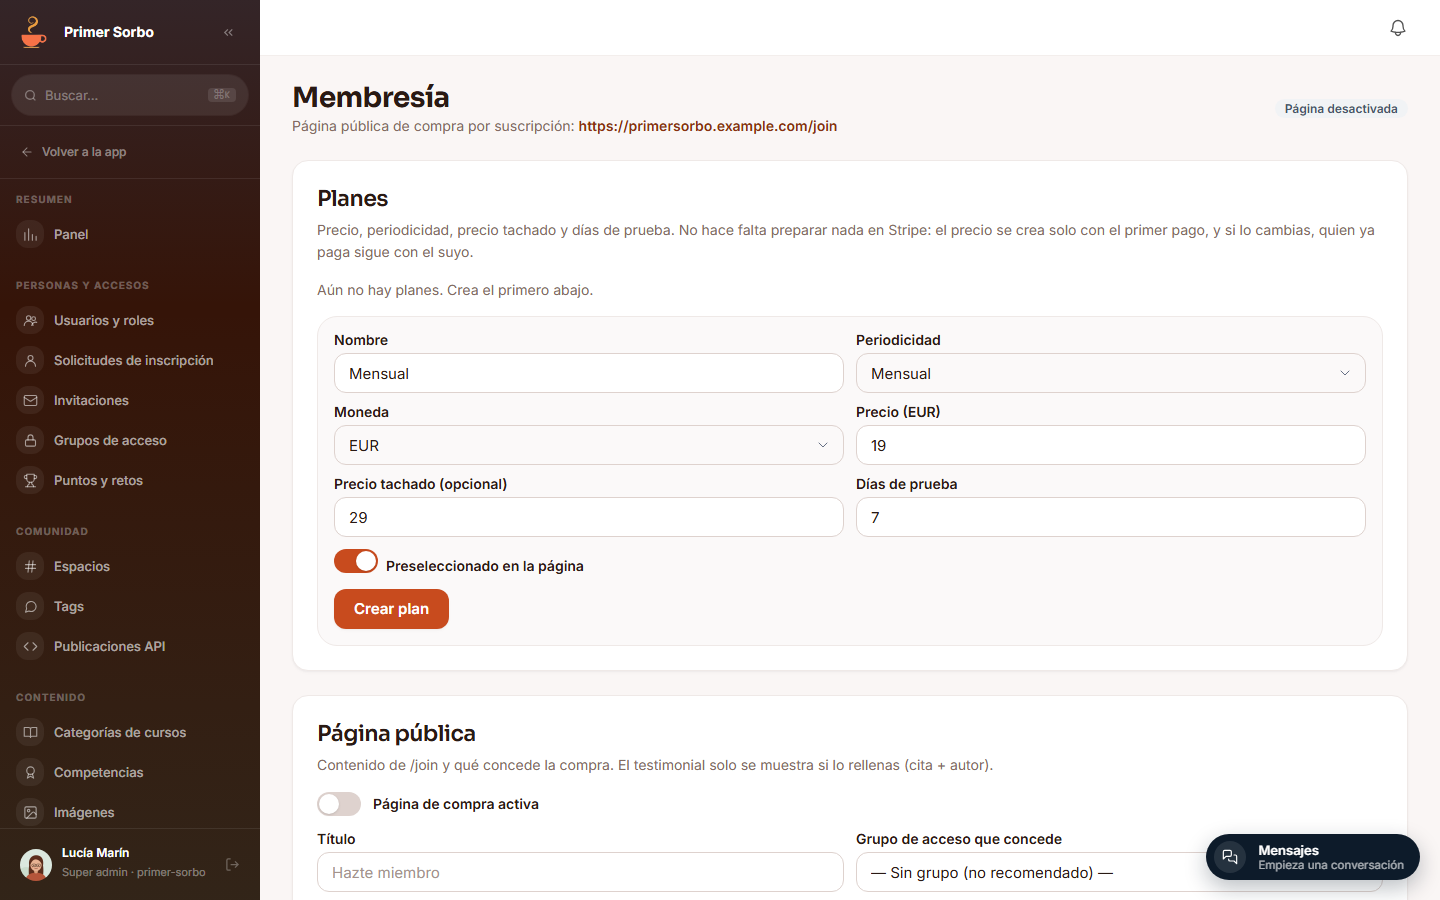 Primer Sorbo
Buscar...
⌘K
Volver a la app
RESUMEN
Panel
PERSONAS Y ACCESOS
Usuarios y roles
Solicitudes de inscripción
Invitaciones
Grupos de acceso
Puntos y retos
COMUNIDAD
Espacios
Tags
Publicaciones API
CONTENIDO
Categorías de cursos
Competencias
Imágenes
Lucía Marín
Super admin · primer-sorbo
Membresía
Página pública de compra por suscripción: https://primersorbo.example.com/join
Página desactivada
Planes
Precio, periodicidad, precio tachado y días de prueba. No hace falta preparar nada en Stripe: el precio se crea solo con el primer pago, y si lo cambias, quien ya
paga sigue con el suyo.
Aún no hay planes. Crea el primero abajo.
Nombre
Mensual
Periodicidad
Mensual
Moneda
EUR
Precio (EUR)
19
Precio tachado (opcional)
29
Días de prueba
7
Preseleccionado en la página
Crear plan
Página pública
Contenido de /join y qué concede la compra. El testimonial solo se muestra si lo rellenas (cita + autor).
Página de compra activa
Título
Hazte miembro
Grupo de acceso que concede
— Sin grupo (no recomendado) —
Mensajes
Empieza una conversación